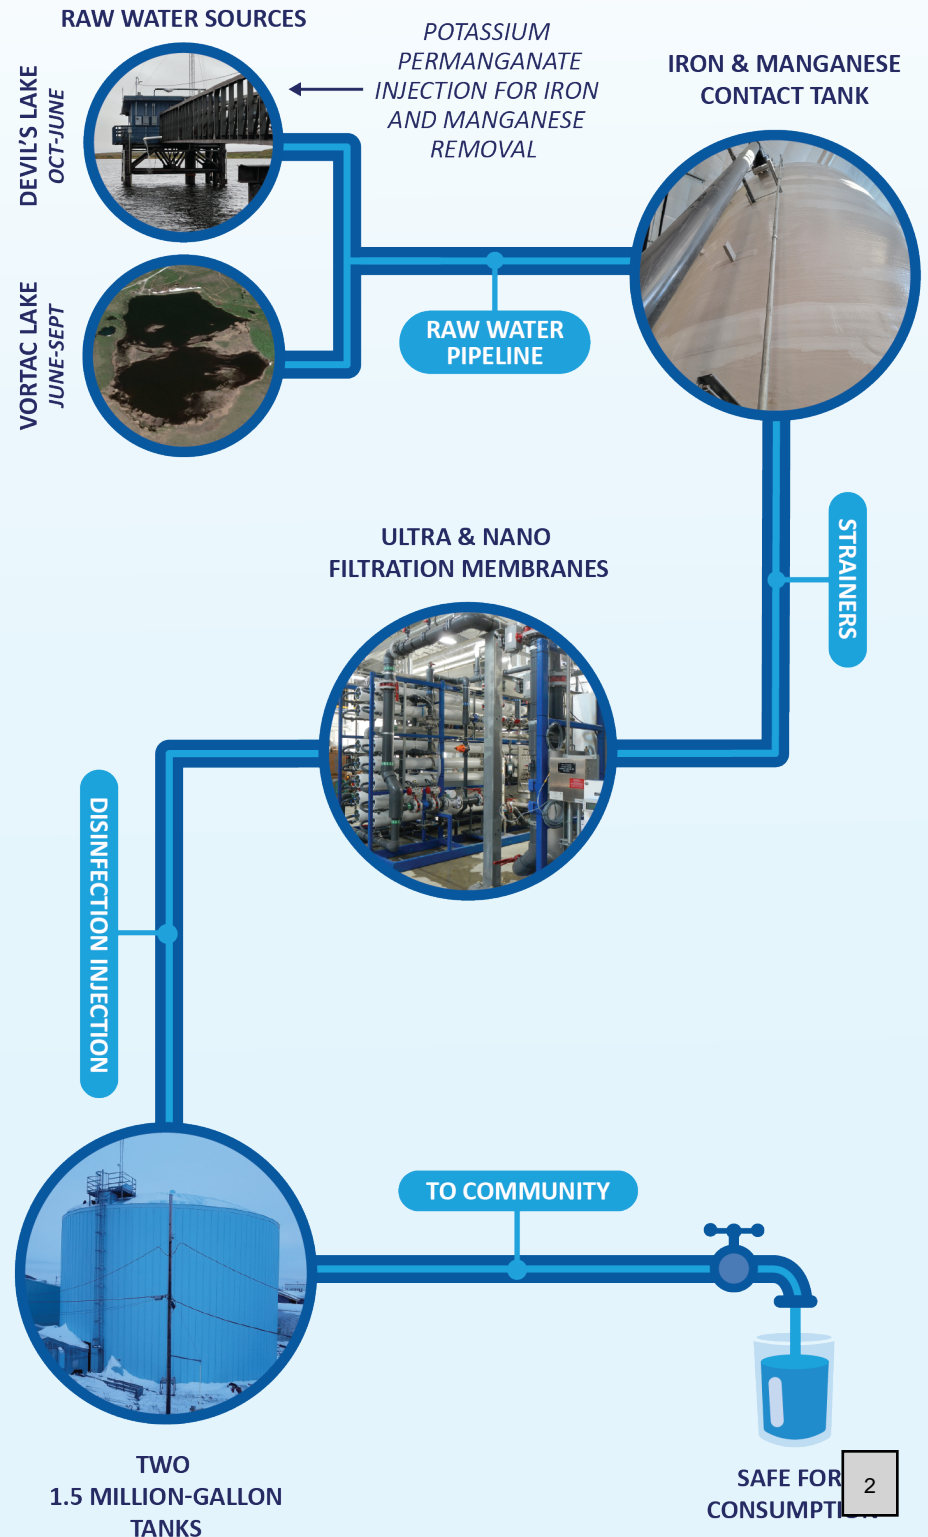 RAW WATER SOURCES
DEVIL'S LAKE
OCT-JUNE
POTASSIUM
PERMANGANATE
INJECTION FOR IRON
AND MANGANESE
REMOVAL
IRON & MANGANESE
CONTACT TANK
VORTAC LAKE
JUNE-SEPT
RAW WATER
PIPELINE
STRAINERS
ULTRA & NANO
FILTRATION MEMBRANES
DISINFECTION INJECTION
TO COMMUNITY
TWO
1.5 MILLION-GALLON
TANKS
SAFE FOR
2